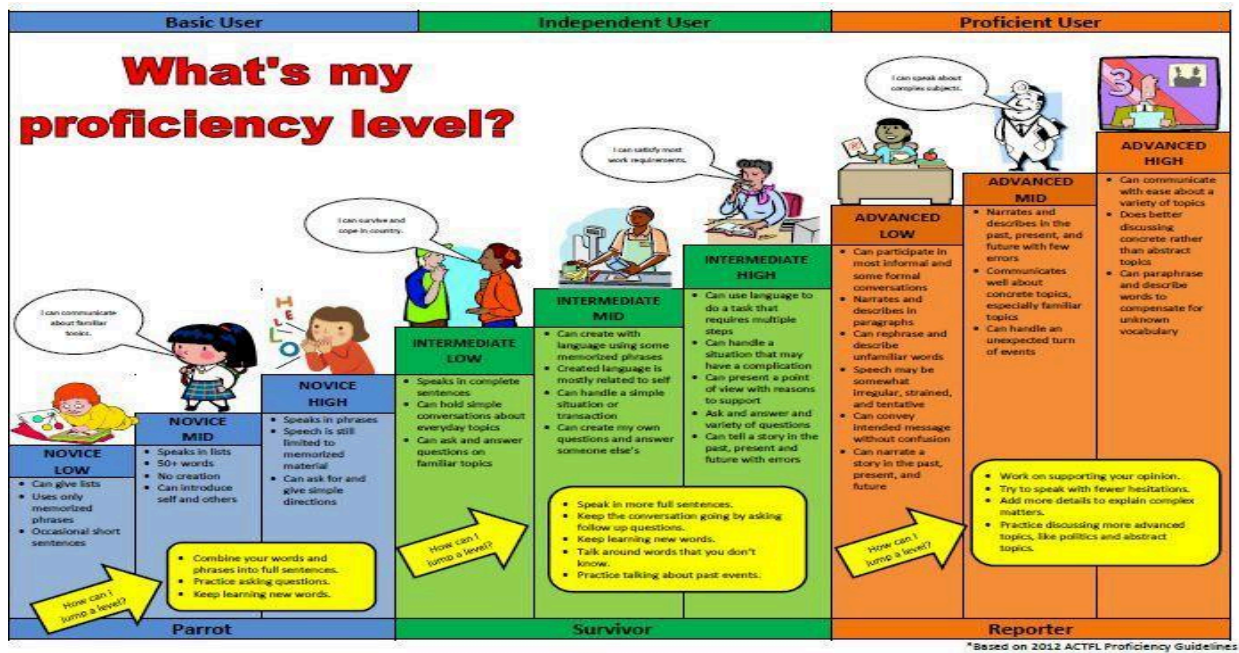 Basic User
Independent User
Proficient User
What's my
proficiency level?
I can communicate
about familiar
topics.
NOVICE
LOW
• Can give lists
• Uses only
memorized
phrases
• Occasional short
sentences
NOVICE
MID
• Speaks in lists
• 50+ words
• No creation
• Can introduce
self and others
HELLO
NOVICE
HIGH
• Speaks in phrases
• Speech is still
limited to
memorized
material
• Can ask for and
give simple
directions
How can I
jump a level?
• Combine your words and
phrases into full sentences.
• Practice asking questions.
• Keep learning new words.
Parrot
I can survive and
cope in country.
INTERMEDIATE
LOW
• Speaks in complete
sentences
• Can hold simple
conversations about
everyday topics
• Can ask and answer
questions on
familiar topics
INTERMEDIATE
MID
• Can create with
language using some
memorized phrases
• Created language is
mostly related to self
• Can handle a simple
situation or
transaction
• Can create my own
questions and answer
someone else's
I can satisfy most
work requirements.
INTERMEDIATE
HIGH
• Can use language to
do a task that
requires multiple
steps
• Can handle a
situation that may
have a complication
• Can present a point
of view with reasons
to support
• Ask and answer and
variety of questions
• Can tell a story in the
past, present and
future with errors
How can I
jump a level?
• Speak in more full sentences.
• Keep the conversation going by asking
follow up questions.
• Keep learning new words.
• Talk around words that you don't
know.
• Practice talking about past events.
Survivor
ADVANCED
LOW
• Can participate in
most informal and
some formal
conversations
• Narrates and
describes in
paragraphs
• Can rephrase and
describe
unfamiliar words
• Speech may be
somewhat
irregular, strained,
and tentative
• Can convey
intended message
without confusion
• Can narrate a
story in the past,
present, and
future
I can speak about
complex subjects.
ADVANCED
MID
• Narrates and
describes in the
past, present, and
future with few
errors
• Communicates
well about
concrete topics,
especially familiar
topics
• Can handle an
unexpected turn
of events
31
ADVANCED
HIGH
• Can communicate
with ease about a
variety of topics
• Does better
discussing
concrete rather
than abstract
topics
• Can paraphrase
and describe
words to
compensate for
unknown
vocabulary
How can I
jump a level?
• Work on supporting your opinion.
• Try to speak with fewer hesitations.
• Add more details to explain complex
matters.
• Practice discussing more advanced
topics, like politics and abstract
topics.
Reporter
*Based on 2012 ACTFL Proficiency Guidelines